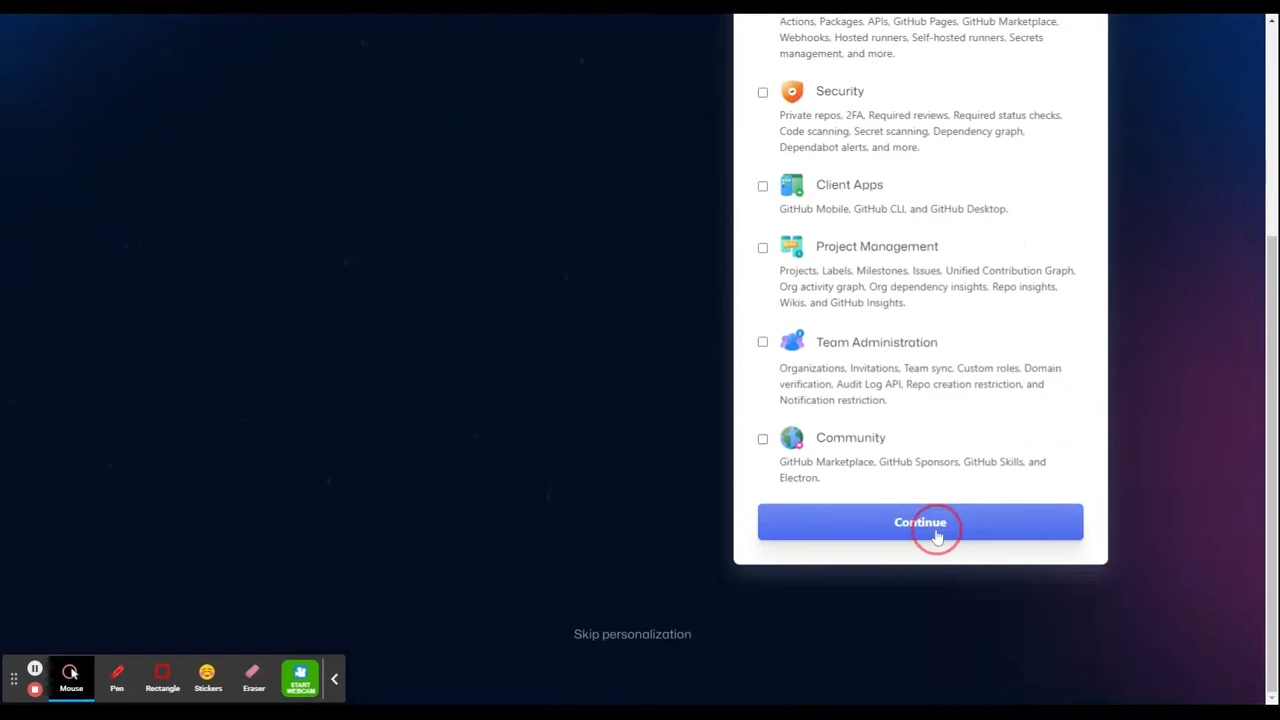 Actions, Packages, APIs, GitHub Pages, GitHub Marketplace,
Webhooks, Hosted runners, Self-hosted runners, Secrets
management, and more.
Security
Private repos, 2FA, Required reviews, Required status checks,
Code scanning, Secret scanning, Dependency graph,
Dependabot alerts, and more.
Client Apps
GitHub Mobile, GitHub CLI, and GitHub Desktop.
Project Management
Projects, Labels, Milestones, Issues, Unified Contribution Graph,
Org activity graph, Org dependency insights, Repo insights,
Wikis, and GitHub Insights.
Team Administration
Organizations, Invitations, Team sync, Custom roles, Domain
verification, Audit Log API, Repo creation restriction, and
Notification restriction.
Community
GitHub Marketplace, GitHub Sponsors, GitHub Skills, and
Electron.
Continue
Skip personalization
Mouse
Pen
Rectangle
Stickers
Eraser
START
WEBCAM